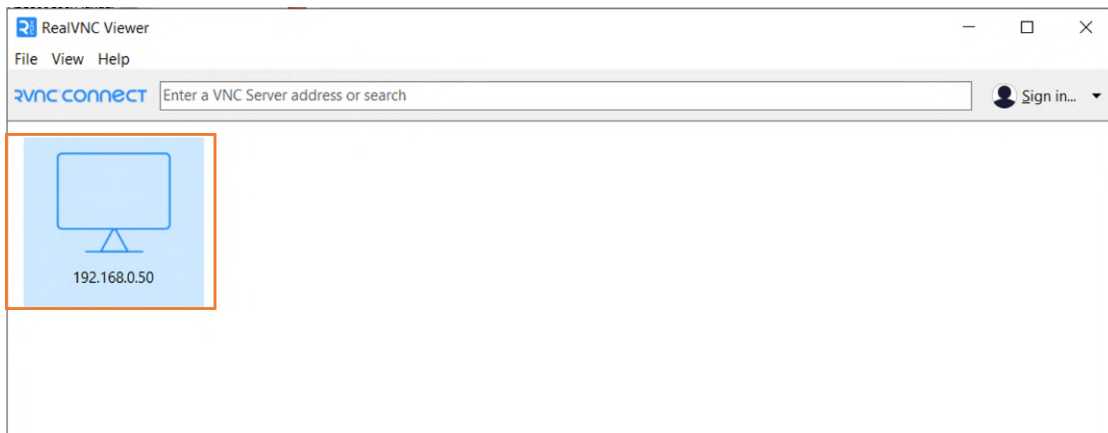 RealVNC Viewer
File View Help
RVNC CONNECT Enter a VNC Server address or search Sign in...
192.168.0.50